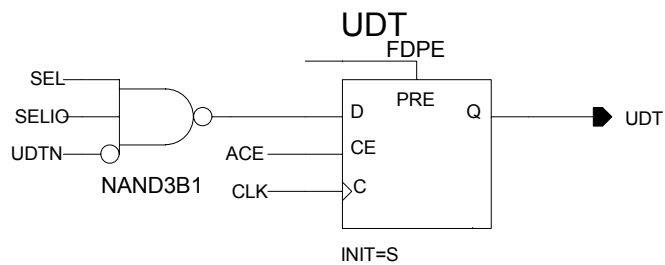 UDT
FDPE
SEL
PRE
SELIO
D
Q
UDT
UDTN
ACE
CE
NAND3B1
CLK
C
INIT=S